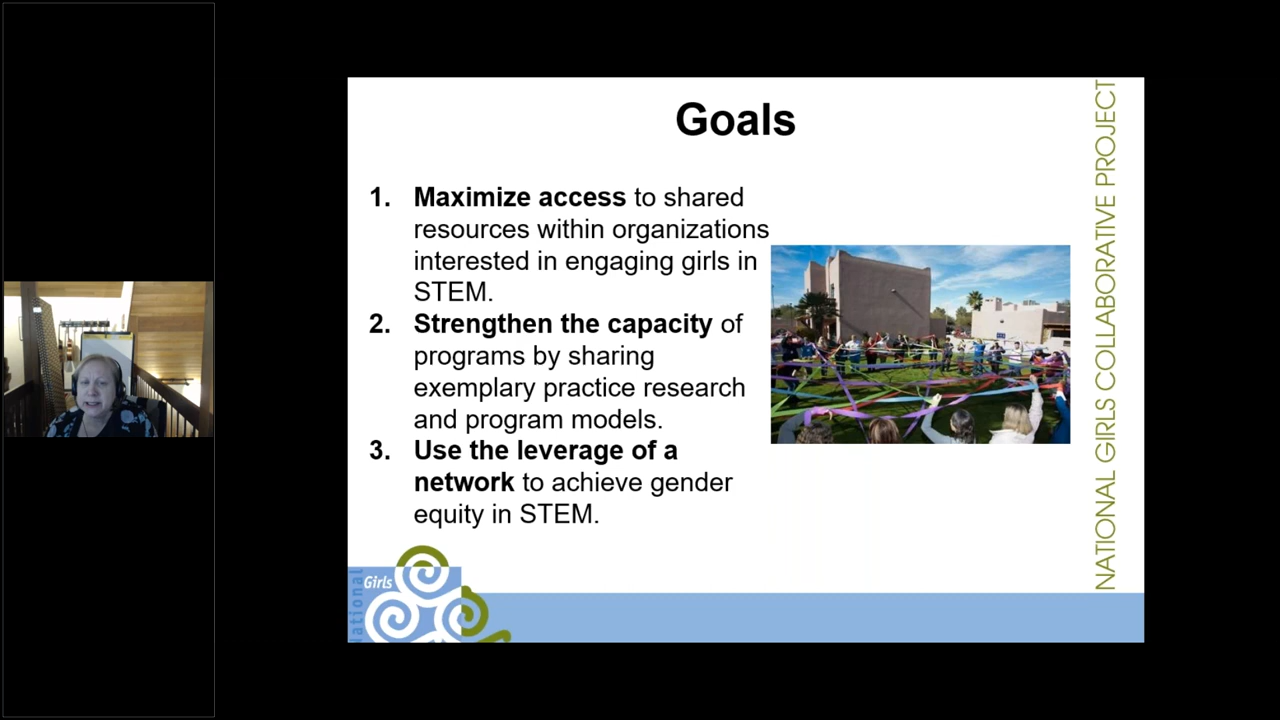 Goals
1. Maximize access to shared
resources within organizations
interested in engaging girls in
STEM.
2. Strengthen the capacity of
programs by sharing
exemplary practice research
and program models.
3. Use the leverage of a
network to achieve gender
equity in STEM.
NATIONAL GIRLS COLLABORATIVE PROJECT
Girls
National